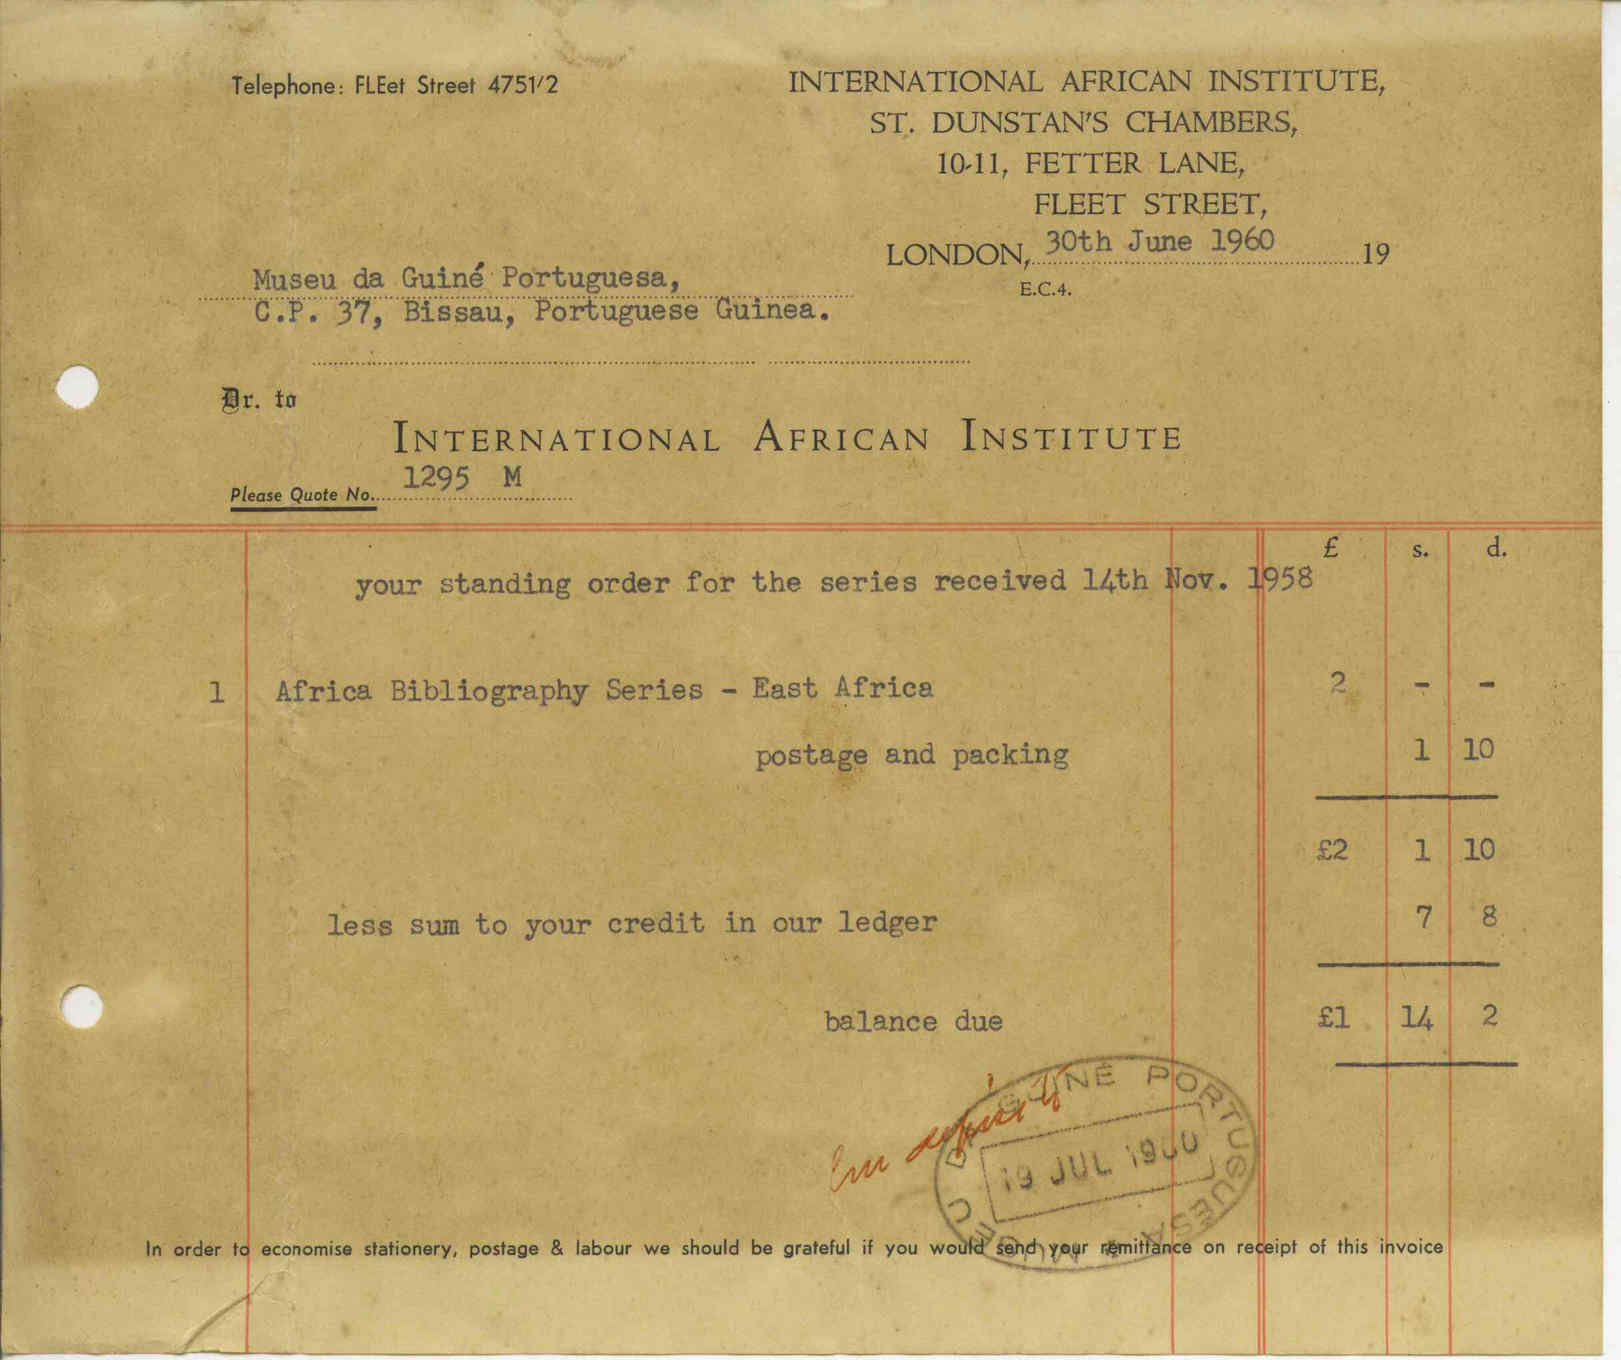 Telephone: FLEet Street 4751/2
INTERNATIONAL AFRICAN INSTITUTE,
ST. DUNSTAN'S CHAMBERS,
10-11, FETTER LANE,
FLEET STREET,
LONDON, 30th June 1960 19
E.C.4.
Museu da Guiné Portuguesa,
C.P. 37, Bissau, Portuguese Guinea.
Dr. to
INTERNATIONAL AFRICAN INSTITUTE
Please Quote No. 1295 M
£ s. d.
your standing order for the series received 14th Nov. 1958
1 Africa Bibliography Series - East Africa 2 - -
postage and packing 1 10
£2 1 10
less sum to your credit in our ledger 7 8
balance due £1 14 2
Em
MUSEU DA GUINÉ PORTUGUESA
19 JUL 1960
In order to economise stationery, postage & labour we should be grateful if you would send your remittance on receipt of this invoice